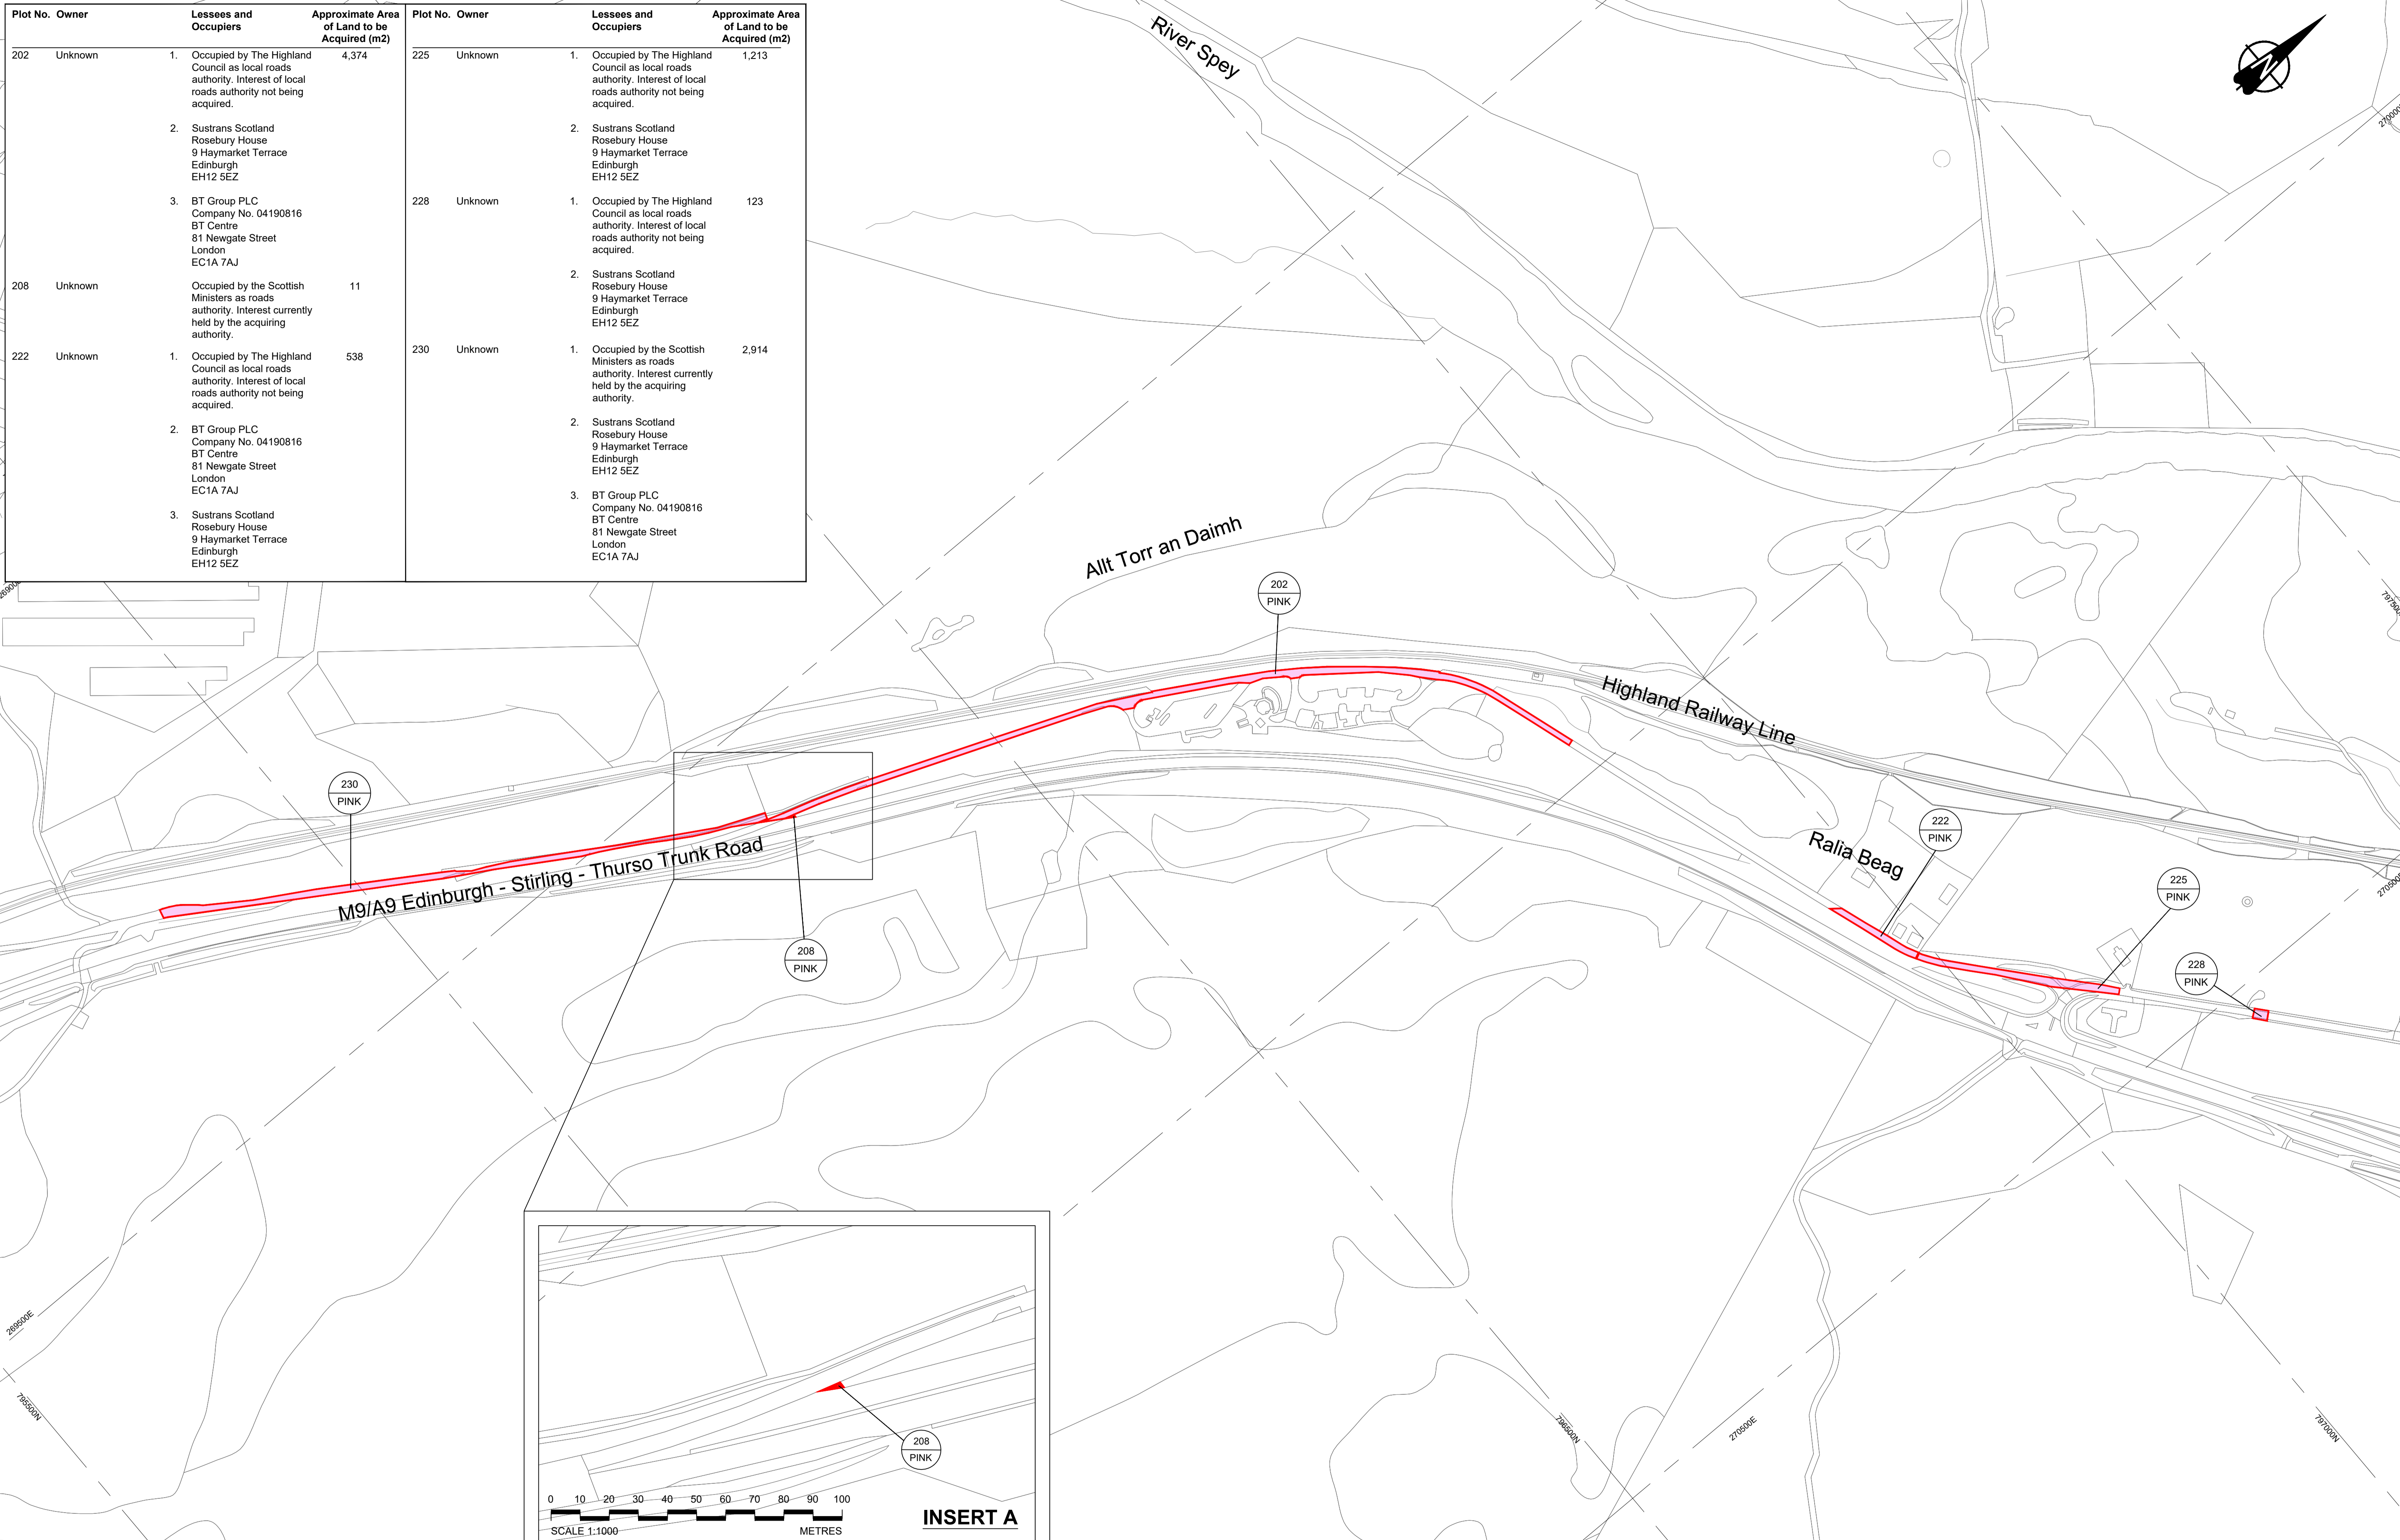 Plot No. Owner Lessees and Approximate Area
Occupiers of Land to be
Acquired (m2)
202 Unknown 1. Occupied by The Highland 4,374
Council as local roads
authority. Interest of local
roads authority not being
acquired.
2. Sustrans Scotland
Rosebury House
9 Haymarket Terrace
Edinburgh
EH12 5EZ
3. BT Group PLC
Company No. 04190816
BT Centre
81 Newgate Street
London
EC1A 7AJ
208 Unknown Occupied by the Scottish 11
Ministers as roads
authority. Interest currently
held by the acquiring
authority.
222 Unknown 1. Occupied by The Highland 538
Council as local roads
authority. Interest of local
roads authority not being
acquired.
2. BT Group PLC
Company No. 04190816
BT Centre
81 Newgate Street
London
EC1A 7AJ
3. Sustrans Scotland
Rosebury House
9 Haymarket Terrace
Edinburgh
EH12 5EZ
Plot No. Owner Lessees and Approximate Area
Occupiers of Land to be
Acquired (m2)
225 Unknown 1. Occupied by The Highland 1,213
Council as local roads
authority. Interest of local
roads authority not being
acquired.
2. Sustrans Scotland
Rosebury House
9 Haymarket Terrace
Edinburgh
EH12 5EZ
228 Unknown 1. Occupied by The Highland 123
Council as local roads
authority. Interest of local
roads authority not being
acquired.
2. Sustrans Scotland
Rosebury House
9 Haymarket Terrace
Edinburgh
EH12 5EZ
230 Unknown 1. Occupied by the Scottish 2,914
Ministers as roads
authority. Interest currently
held by the acquiring
authority.
2. Sustrans Scotland
Rosebury House
9 Haymarket Terrace
Edinburgh
EH12 5EZ
3. BT Group PLC
Company No. 04190816
BT Centre
81 Newgate Street
London
EC1A 7AJ
River Spey
N
Allt Torr an Daimh
202
PINK
Highland Railway Line
230
PINK
M9/A9 Edinburgh - Stirling - Thurso Trunk Road
208
PINK
222
PINK
Ralia Beag
225
PINK
228
PINK
269500E
795500N
796500N
270500E
797000N
208
PINK
0 10 20 30 40 50 60 70 80 90 100
SCALE 1:1000 METRES
INSERT A